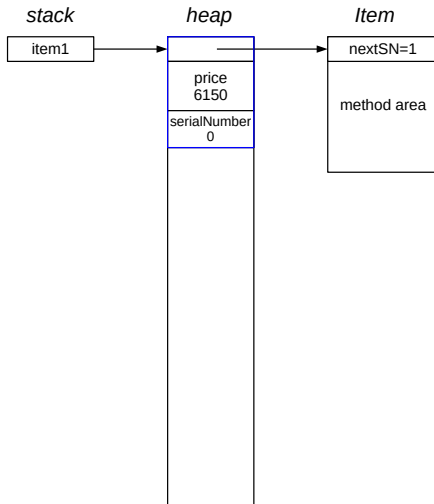 stack
heap
Item
item1
nextSN=1
price
6150
method area
serialNumber
0